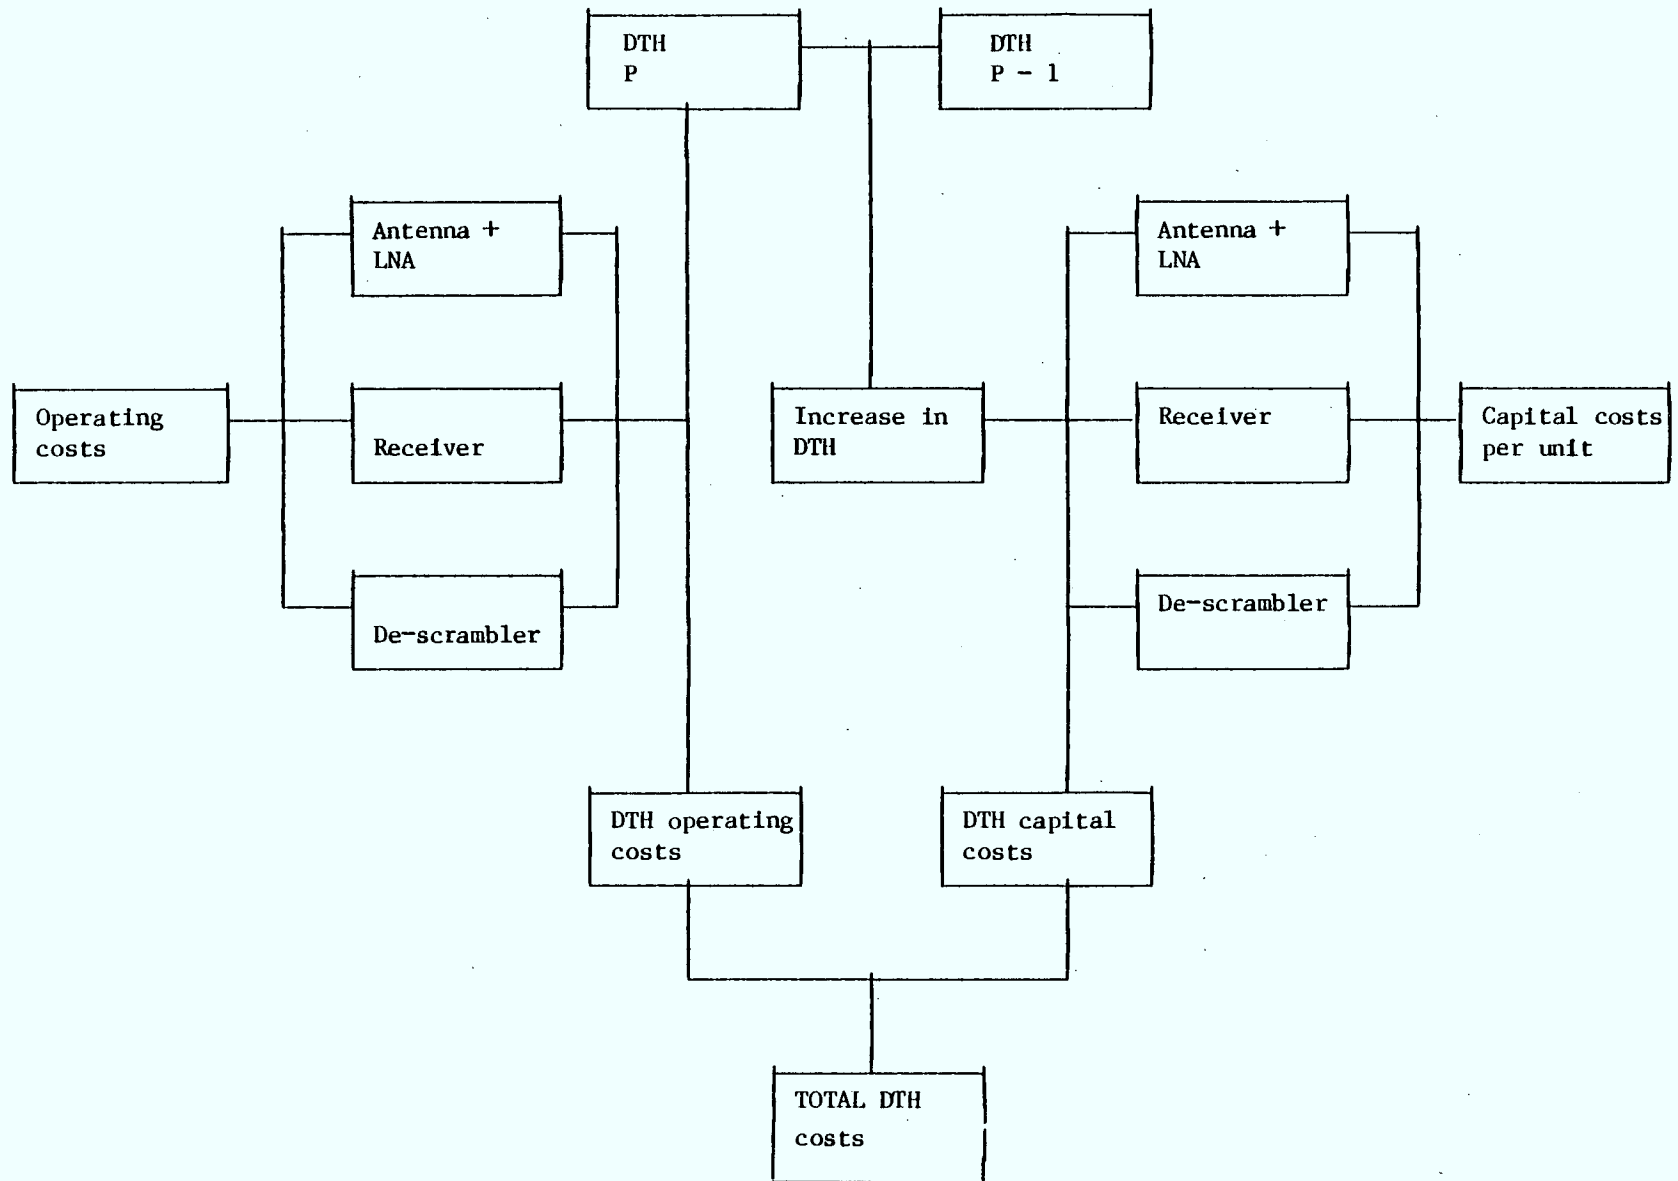 DTH
P
DTH
P - 1
Antenna +
LNA
Antenna +
LNA
Operating
costs
Receiver
Increase in
DTH
Receiver
Capital costs
per unit
De-scrambler
De-scrambler
DTH operating
costs
DTH capital
costs
TOTAL DTH
costs